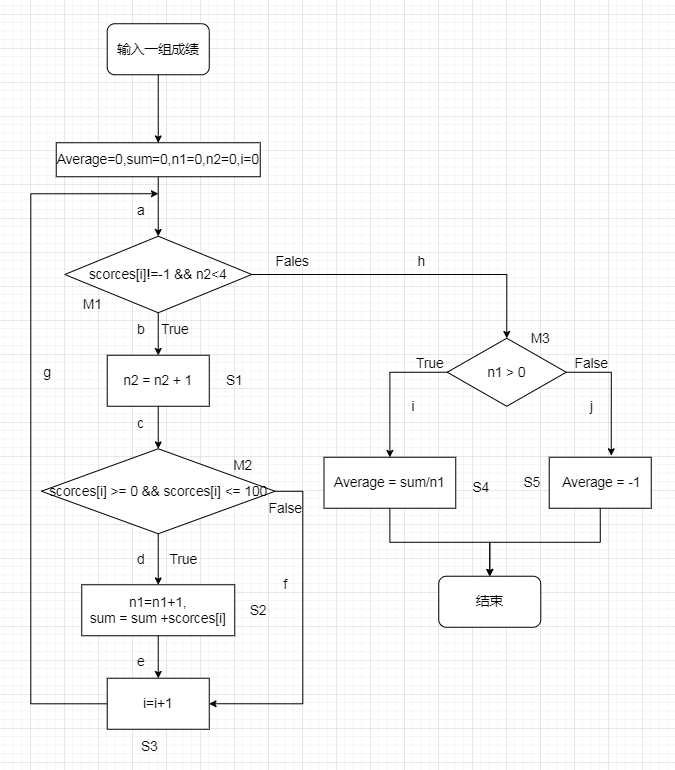 输入一组成绩
Average=0,sum=0,n1=0,n2=0,i=0
a
scorces[i]!=-1 && n2<4
M1
Fales
h
b
True
n2 = n2 + 1
S1
g
c
M2
scorces[i] >= 0 && scorces[i] <= 100
False
d
True
f
n1=n1+1,
sum = sum +scorces[i]
S2
e
i=i+1
S3
M3
n1 > 0
True
False
i
j
Average = sum/n1
S4
S5
Average = -1
结束